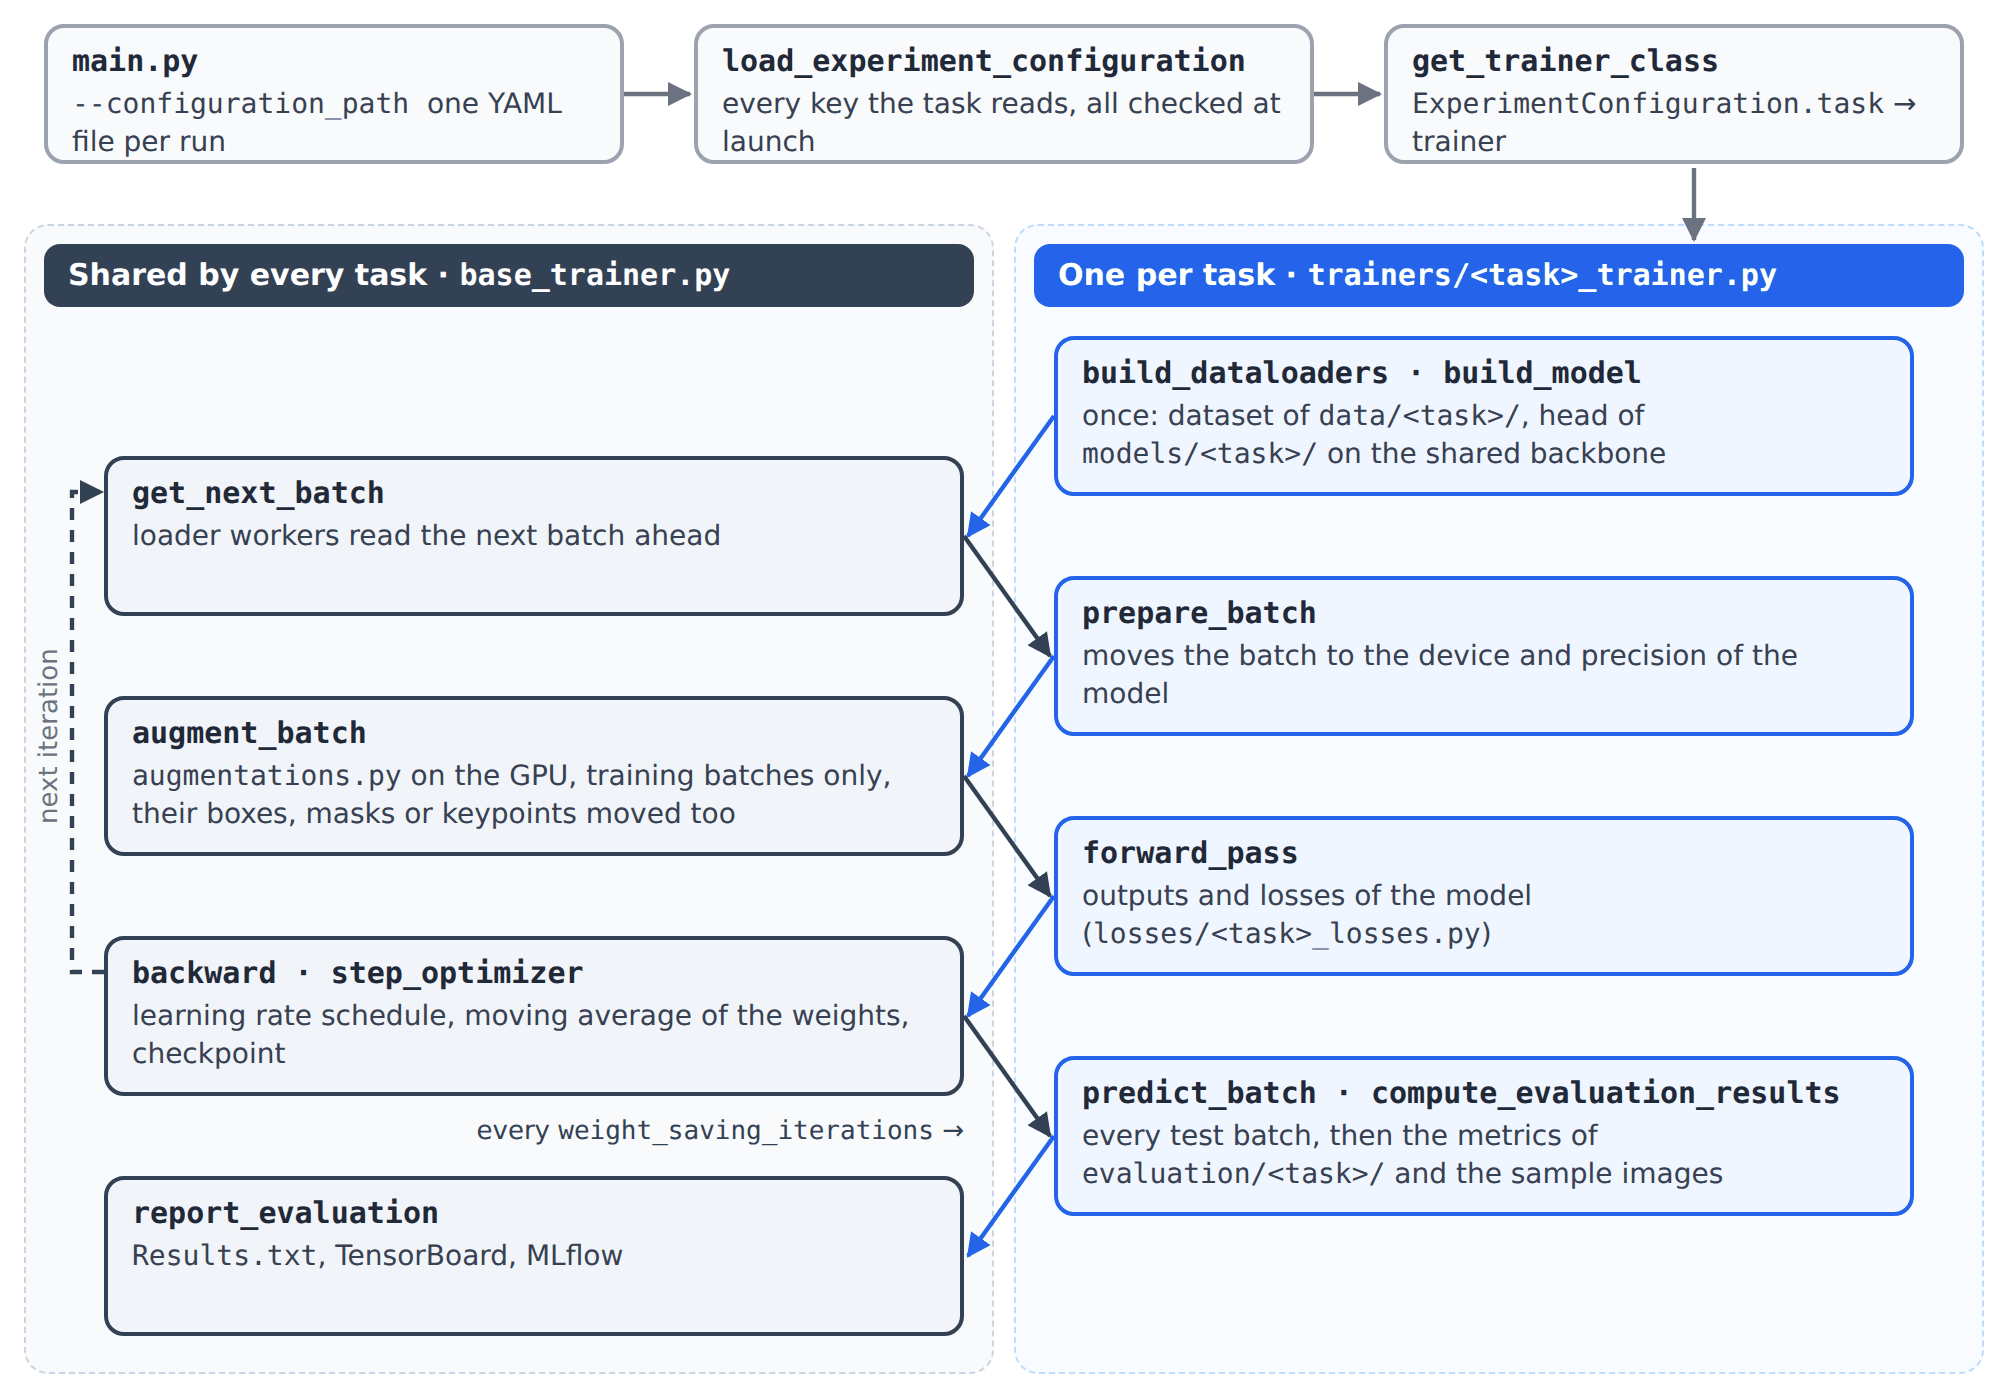 main.py
--configuration_path one YAML
file per run
load_experiment_configuration
every key the task reads, all checked at
launch
get_trainer_class
ExperimentConfiguration.task →
trainer
Shared by every task · base_trainer.py
One per task · trainers/<task>_trainer.py
build_dataloaders · build_model
once: dataset of data/<task>/, head of
models/<task>/ on the shared backbone
get_next_batch
loader workers read the next batch ahead
prepare_batch
moves the batch to the device and precision of the
model
next iteration
augment_batch
augmentations.py on the GPU, training batches only,
their boxes, masks or keypoints moved too
forward_pass
outputs and losses of the model
(losses/<task>_losses.py)
backward · step_optimizer
learning rate schedule, moving average of the weights,
checkpoint
every weight_saving_iterations →
predict_batch · compute_evaluation_results
every test batch, then the metrics of
evaluation/<task>/ and the sample images
report_evaluation
Results.txt, TensorBoard, MLflow